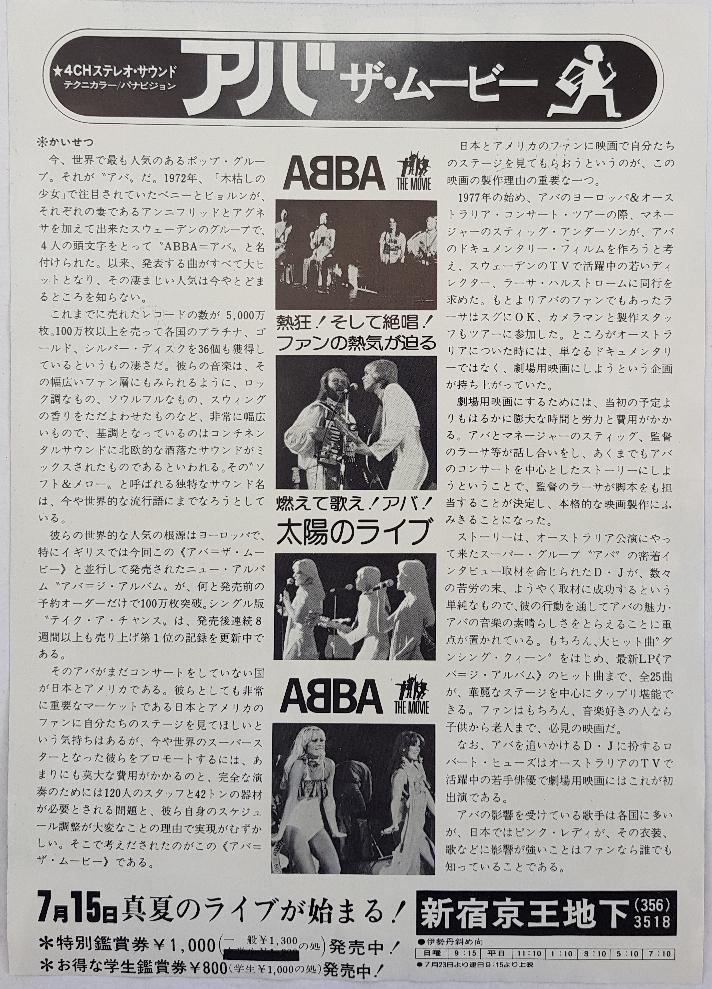 ★4CHステレオ・サウンド
テクニカラー/パナビジョン
アバ ザ・ムービー
＊かいせつ
今、世界で最も人気のあるポップ・グルー
プ。それが〝アバ〟だ。1972年、「木枯しの
少女」で注目されていたベニーとビョルンが、
それぞれの妻であるアンニフリッドとアグネ
サを加えて出来たスウェーデンのグループで、
4人の頭文字をとって〝ABBA=アバ〟と名
付けられた。以来、発表する曲がすべて大ヒ
ットとなり、その凄まじい人気は今やとどま
るところを知らない。
これまでに売れたレコードの数が5,000万
枚。100万枚以上を売って各国のプラチナ、ゴ
ールド、シルバー・ディスクを36個も獲得し
ているというもの凄さだ。彼らの音楽は、そ
の幅広いファン層にもみられるように、ロッ
ク調なもの、ソウルフルなもの、スウィング
の香りをただよわせたものなど、非常に幅広
いもので、基調となっているのはコンチネン
タルサウンドに北欧的な洒落たサウンドがミ
ックスされたものであるといわれる。その〝ソ
フト&メロー〟と呼ばれる独特なサウンド名
は、今や世界的な流行語にまでなろうとして
いる。
彼らの世界的な人気の根源はヨーロッパで、
特にイギリスでは今回この《アバ=ザ・ムー
ビー》と並行して発売されたニュー・アルバ
ム〝アバ=ジ・アルバム〟が、何と発売前の
予約オーダーだけで100万枚突破。シングル版
〝テイク・ア・チャンス〟は、発売後連続8
週間以上も売り上げ第1位の記録を更新中で
ある。
そのアバがまだコンサートをしていない国
が日本とアメリカである。彼らとしても非常
に重要なマーケットである日本とアメリカの
ファンに自分たちのステージを見てほしいと
いう気持ちはあるが、今や世界のスーパース
ターとなった彼らをプロモートするには、あ
まりにも莫大な費用がかかるのと、完全な演
奏のためには120人のスタッフと42トンの器材
が必要とされる問題と、彼ら自身のスケジュ
ール調整が大変なことの理由で実現がむずか
しい。そこで考えだされたのがこの《アバ=
ザ・ムービー》である。
ABBA THE MOVIE
熱狂!そして絶唱!
ファンの熱気が迫る
燃えて歌え!アバ!
太陽のライブ
ABBA THE MOVIE
日本とアメリカのファンに映画で自分たち
のステージを見てもらおうというのが、この
映画の製作理由の重要な一つ。
1977年の始め、アバのヨーロッパ&オース
トラリア・コンサート・ツアーの際、マネー
ジャーのスティッグ・アンダーソンが、アバ
のドキュメンタリー・フィルムを作ろうと考
え、スウェーデンのTVで活躍中の若いディ
レクター、ラーサ・ハルストロームに同行を
求めた。もとよりアバのファンでもあったラ
ーサはスグにOK、カメラマンと製作スタッ
フもツアーに参加した。ところがオーストラ
リアについた時には、単なるドキュメンタリ
ーではなく、劇場用映画にしようという企画
が持ち上がっていた。
劇場用映画にするためには、当初の予定よ
りもはるかに膨大な時間と労力と費用がかか
る。アバとマネージャーのスティッグ、監督
のラーサ等が話し合いをし、あくまでもアバ
のコンサートを中心としたストーリーにしよ
うということで、監督のラーサが脚本をも担
当することが決定し、本格的な映画製作にふ
みきることになった。
ストーリーは、オーストラリア公演にやっ
て来たスーパー・グループ〝アバ〟の密着イ
ンタビュー取材を命じられたD・Jが、数々
の苦労の末、ようやく取材に成功するという
単純なもので、彼の行動を通してアバの魅力・
アバの音楽の素晴らしさをとらえることに重
点が置かれている。もちろん、大ヒット曲〝ダ
ンシング・クィーン〟をはじめ、最新LP《ア
バ=ジ・アルバム》のヒット曲まで、全25曲
が、華麗なステージを中心にタップリ堪能で
きる。ファンはもちろん、音楽好きの人なら
子供から老人まで、必見の映画だ。
なお、アバを追いかけるD・Jに扮するロ
バート・ヒューズはオーストラリアのTVで
活躍中の若手俳優で劇場用映画にはこれが初
出演である。
アバの影響を受けている歌手は各国に多い
が、日本ではピンク・レディが、その衣装、
歌などに影響が強いことはファンなら誰でも
知っていることである。
7月15日真夏のライブが始まる!
＊特別鑑賞券¥1,000(一般¥1,300の処)発売中!
＊お得な学生鑑賞券¥800(学生¥1,000の処)発売中!
新宿京王地下(356)3518
●伊勢丹斜め向
日曜 9:15 平日 11:10 1:10 3:10 5:10 7:10
●7月23日より連日9:15より上映